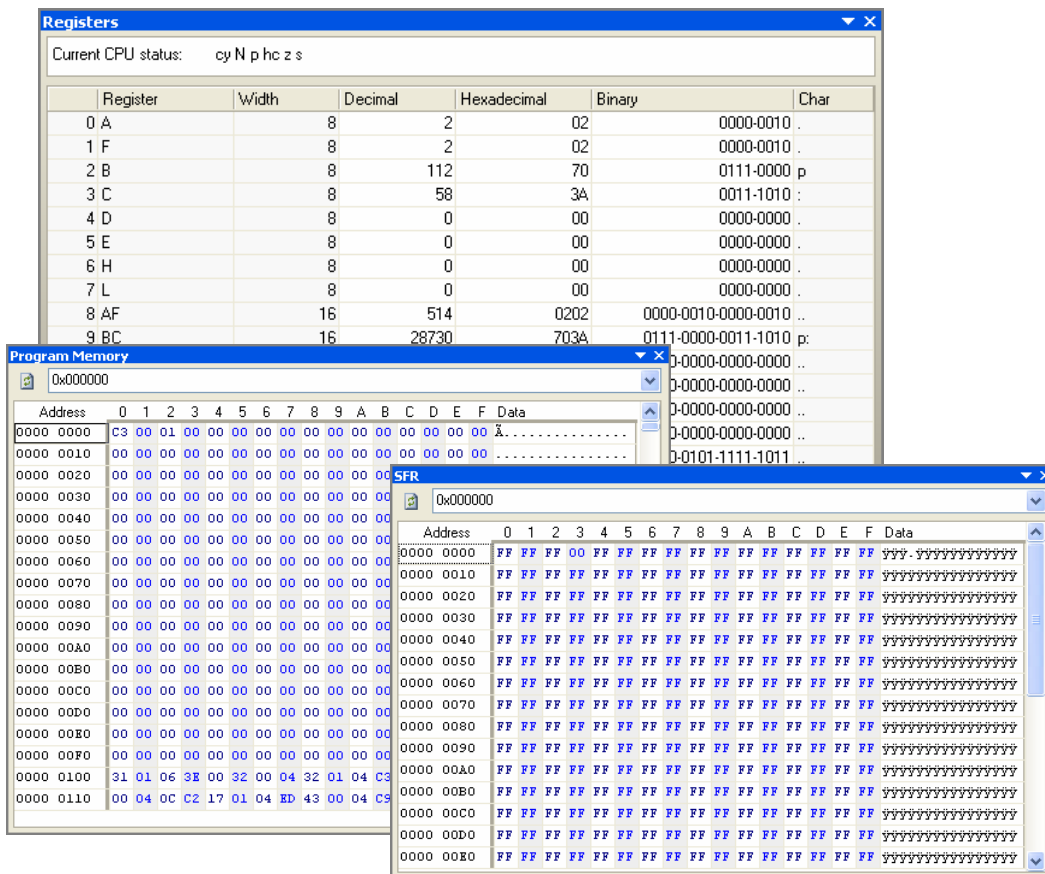 Registers
Current CPU status: cy N p hc z s
Register Width Decimal Hexadecimal Binary Char
0 A 8 2 02 0000-0010 .
1 F 8 2 02 0000-0010 .
2 B 8 112 70 0111-0000 p
3 C 8 58 3A 0011-1010 :
4 D 8 0 00 0000-0000 .
5 E 8 0 00 0000-0000 .
6 H 8 0 00 0000-0000 .
7 L 8 0 00 0000-0000 .
8 AF 16 514 0202 0000-0010-0000-0010 ..
9 BC 16 28730 703A 0111-0000-0011-1010 p:
0-0000-0000-0000 ..
0-0000-0000-0000 ..
0-0000-0000-0000 ..
0-0000-0000-0000 ..
0-0101-1111-1011 ..
Program Memory
0x000000
Address 0 1 2 3 4 5 6 7 8 9 A B C D E F Data
0000 0000 C3 00 01 00 00 00 00 00 00 00 00 00 00 00 00 00 Ã...............
0000 0010 00 00 00 00 00 00 00 00 00 00 00 00 00 00 00 00 ................
0000 0020 00 00 00 00 00 00 00 00 00 00 00 00
0000 0030 00 00 00 00 00 00 00 00 00 00 00 00
0000 0040 00 00 00 00 00 00 00 00 00 00 00 00
0000 0050 00 00 00 00 00 00 00 00 00 00 00 00
0000 0060 00 00 00 00 00 00 00 00 00 00 00 00
0000 0070 00 00 00 00 00 00 00 00 00 00 00 00
0000 0080 00 00 00 00 00 00 00 00 00 00 00 00
0000 0090 00 00 00 00 00 00 00 00 00 00 00 00
0000 00A0 00 00 00 00 00 00 00 00 00 00 00 00
0000 00B0 00 00 00 00 00 00 00 00 00 00 00 00
0000 00C0 00 00 00 00 00 00 00 00 00 00 00 00
0000 00D0 00 00 00 00 00 00 00 00 00 00 00 00
0000 00E0 00 00 00 00 00 00 00 00 00 00 00 00
0000 00F0 00 00 00 00 00 00 00 00 00 00 00 00
0000 0100 31 01 06 3E 00 32 00 04 32 01 04 C3
0000 0110 00 04 0C C2 17 01 04 ED 43 00 04 C9
SFR
0x000000
Address 0 1 2 3 4 5 6 7 8 9 A B C D E F Data
0000 0000 FF FF FF 00 FF FF FF FF FF FF FF FF FF FF FF FF ÿÿÿ.ÿÿÿÿÿÿÿÿÿÿÿÿ
0000 0010 FF FF FF FF FF FF FF FF FF FF FF FF FF FF FF FF ÿÿÿÿÿÿÿÿÿÿÿÿÿÿÿÿ
0000 0020 FF FF FF FF FF FF FF FF FF FF FF FF FF FF FF FF ÿÿÿÿÿÿÿÿÿÿÿÿÿÿÿÿ
0000 0030 FF FF FF FF FF FF FF FF FF FF FF FF FF FF FF FF ÿÿÿÿÿÿÿÿÿÿÿÿÿÿÿÿ
0000 0040 FF FF FF FF FF FF FF FF FF FF FF FF FF FF FF FF ÿÿÿÿÿÿÿÿÿÿÿÿÿÿÿÿ
0000 0050 FF FF FF FF FF FF FF FF FF FF FF FF FF FF FF FF ÿÿÿÿÿÿÿÿÿÿÿÿÿÿÿÿ
0000 0060 FF FF FF FF FF FF FF FF FF FF FF FF FF FF FF FF ÿÿÿÿÿÿÿÿÿÿÿÿÿÿÿÿ
0000 0070 FF FF FF FF FF FF FF FF FF FF FF FF FF FF FF FF ÿÿÿÿÿÿÿÿÿÿÿÿÿÿÿÿ
0000 0080 FF FF FF FF FF FF FF FF FF FF FF FF FF FF FF FF ÿÿÿÿÿÿÿÿÿÿÿÿÿÿÿÿ
0000 0090 FF FF FF FF FF FF FF FF FF FF FF FF FF FF FF FF ÿÿÿÿÿÿÿÿÿÿÿÿÿÿÿÿ
0000 00A0 FF FF FF FF FF FF FF FF FF FF FF FF FF FF FF FF ÿÿÿÿÿÿÿÿÿÿÿÿÿÿÿÿ
0000 00B0 FF FF FF FF FF FF FF FF FF FF FF FF FF FF FF FF ÿÿÿÿÿÿÿÿÿÿÿÿÿÿÿÿ
0000 00C0 FF FF FF FF FF FF FF FF FF FF FF FF FF FF FF FF ÿÿÿÿÿÿÿÿÿÿÿÿÿÿÿÿ
0000 00D0 FF FF FF FF FF FF FF FF FF FF FF FF FF FF FF FF ÿÿÿÿÿÿÿÿÿÿÿÿÿÿÿÿ
0000 00E0 FF FF FF FF FF FF FF FF FF FF FF FF FF FF FF FF ÿÿÿÿÿÿÿÿÿÿÿÿÿÿÿÿ